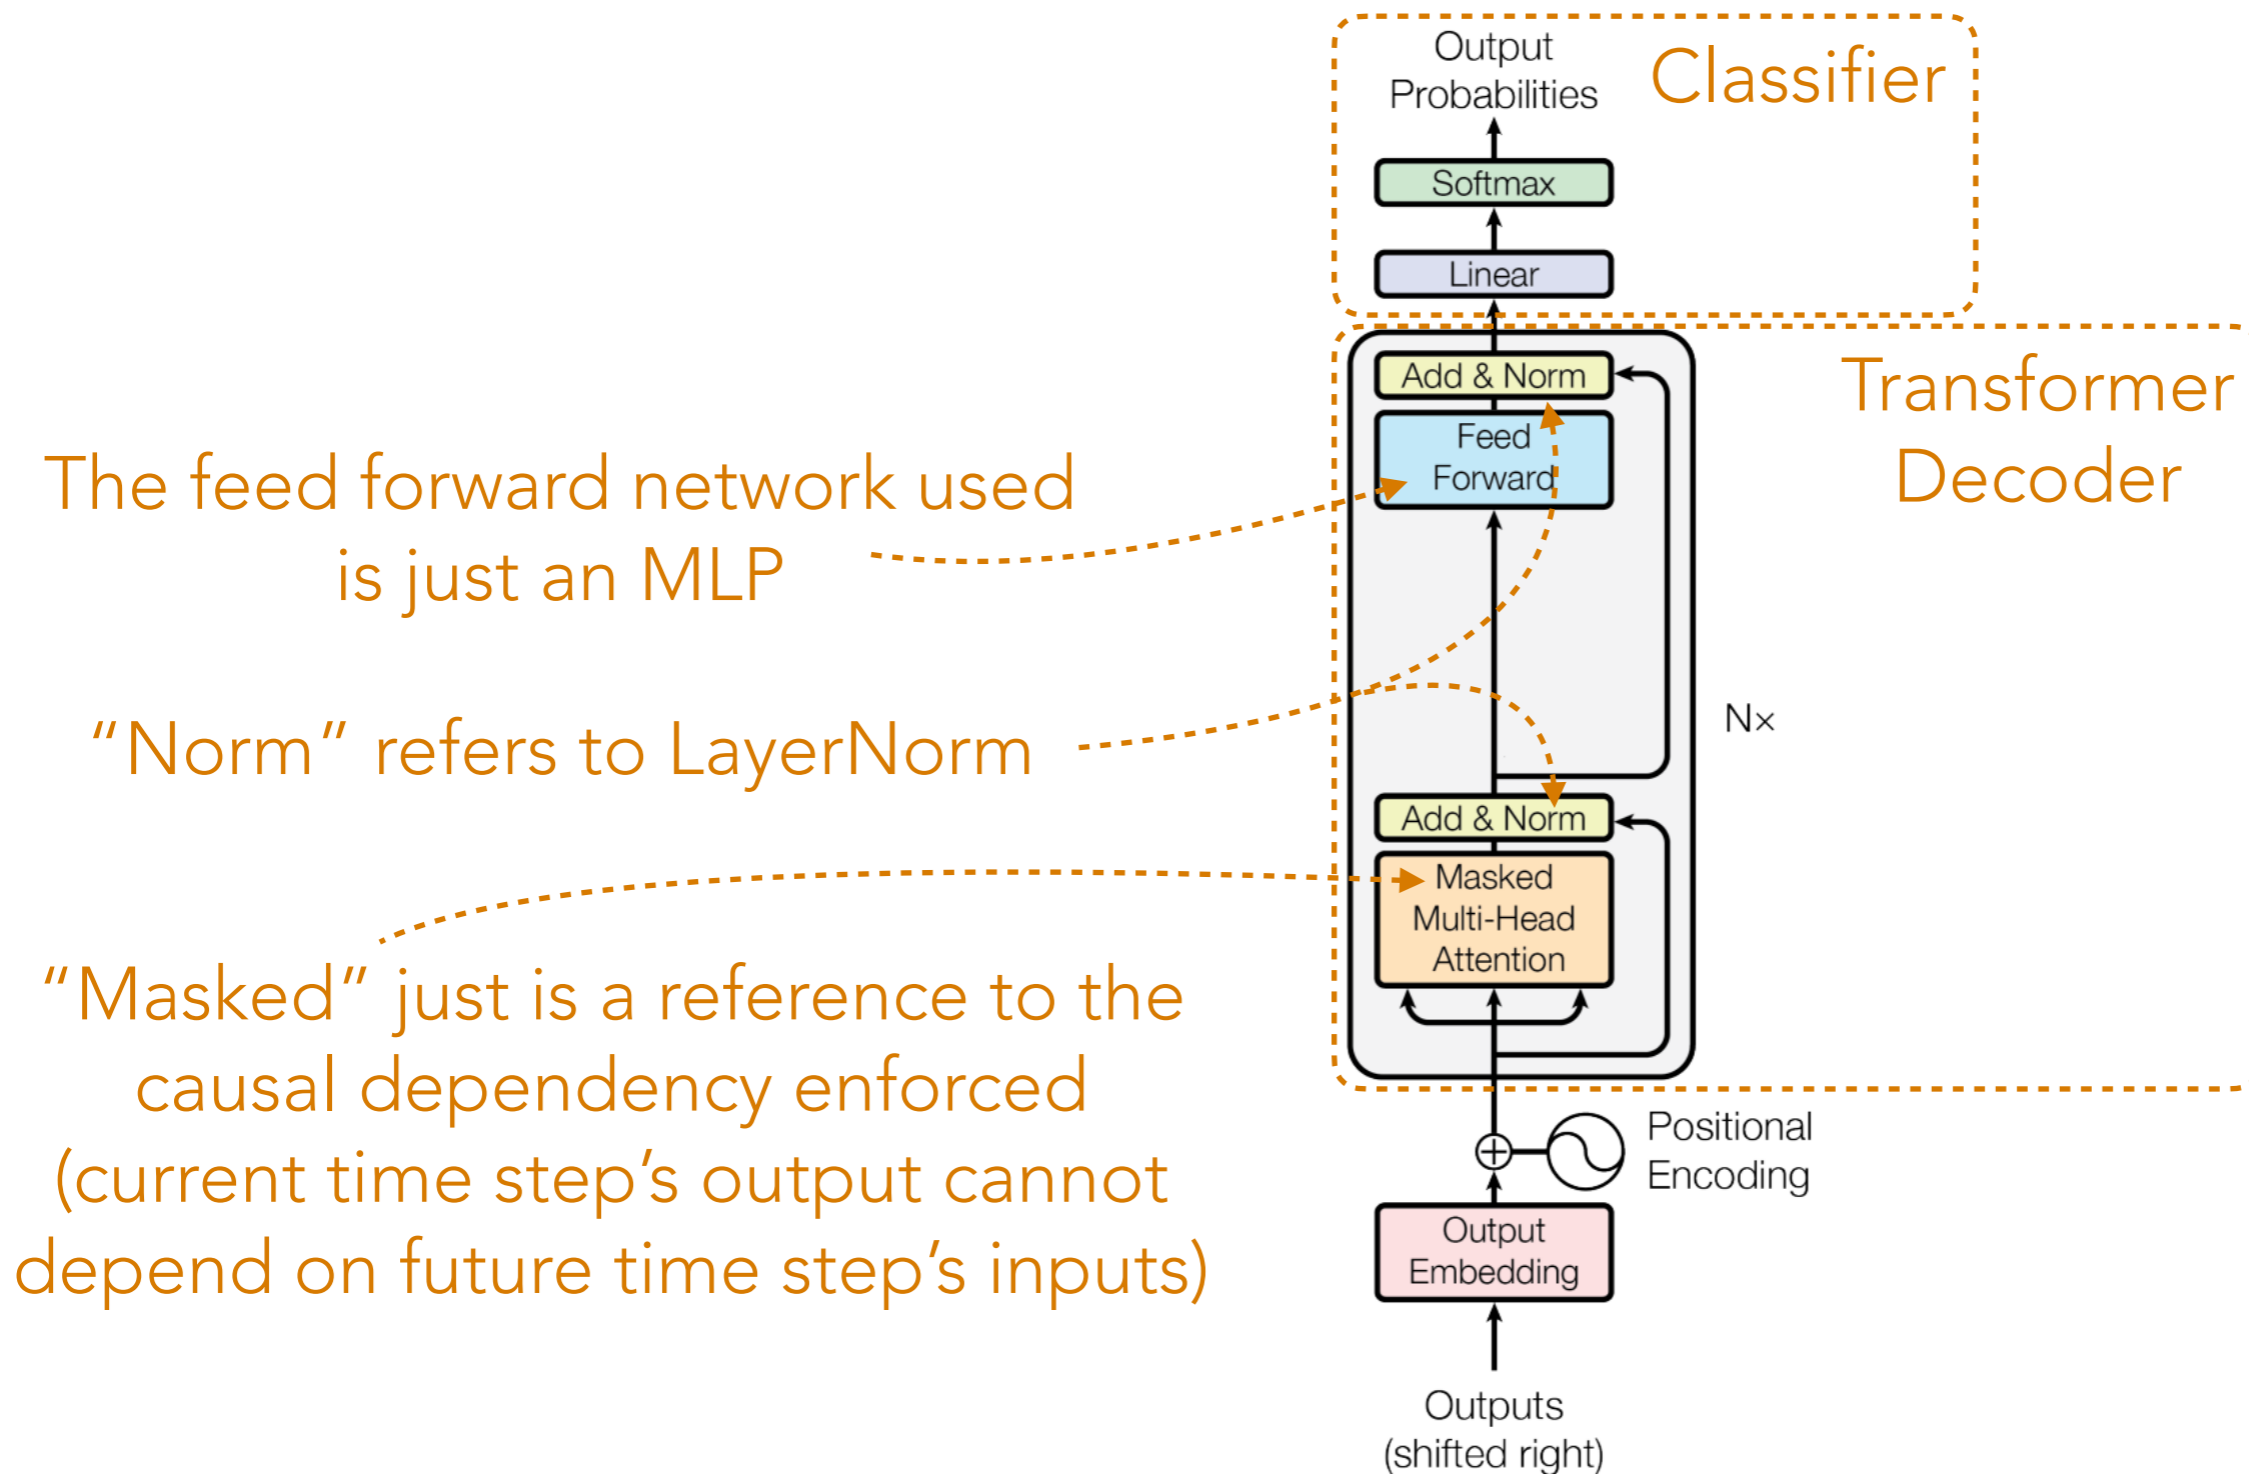 Output
Probabilities
Classifier
Softmax
Linear
Transformer
Decoder
Add & Norm
Feed
Forward
The feed forward network used
is just an MLP
“Norm” refers to LayerNorm
N×
Add & Norm
Masked
Multi-Head
Attention
“Masked” just is a reference to the
causal dependency enforced
(current time step’s output cannot
depend on future time step’s inputs)
Positional
Encoding
Output
Embedding
Outputs
(shifted right)